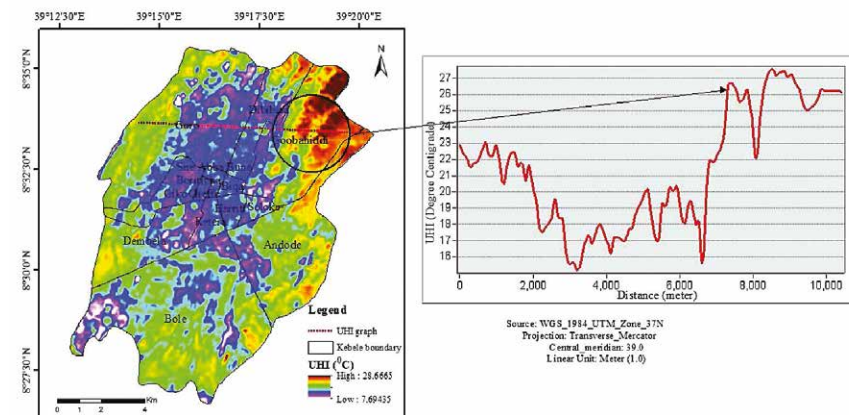 39°12'30"E 39°15'0"E 39°17'30"E 39°20'0"E
8°35'0"N
8°32'30"N
8°30'0"N
8°27'30"N
N
Dembela
Andode
Bole
Legend
UHI graph
Kebele boundary
UHI (⁰C)
High : 28.6665
Low : 7.69435
0 1 2 4 Km
UHI (Degree Centigrade)
27
26
25
24
23
22
21
20
19
18
17
16
0 2,000 4,000 6,000 8,000 10,000
Distance (meter)
Source: WGS_1984_UTM_Zone_37N
Projection: Transverse_Mercator
Central_meridian: 39.0
Linear Unit: Meter (1.0)